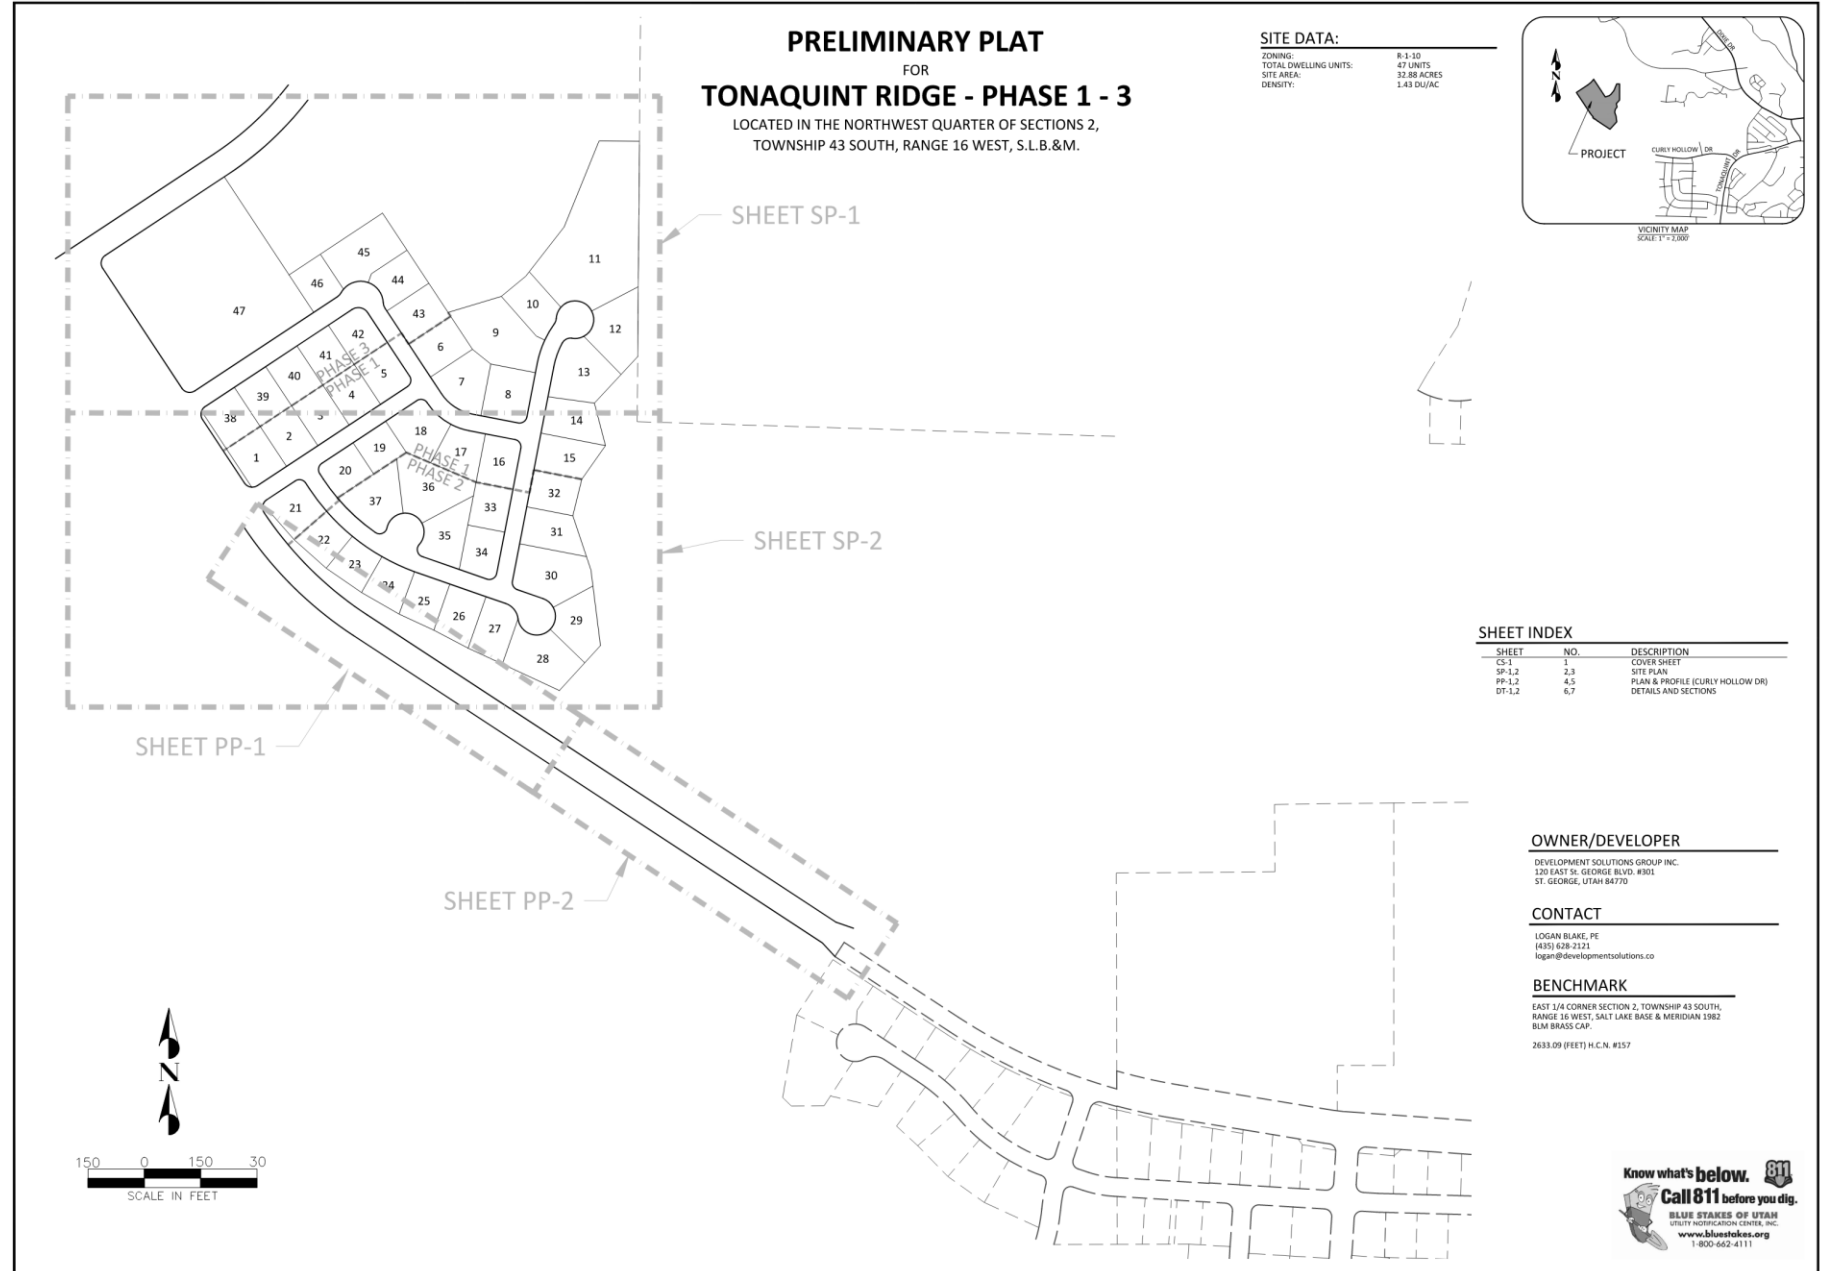 PRELIMINARY PLAT
FOR
TONAQUINT RIDGE - PHASE 1 - 3
LOCATED IN THE NORTHWEST QUARTER OF SECTIONS 2,
TOWNSHIP 43 SOUTH, RANGE 16 WEST, S.L.B.&M.
SITE DATA:
ZONING: R-1-10
TOTAL DWELLING UNITS: 47 UNITS
SITE AREA: 32.88 ACRES
DENSITY: 1.43 DU/AC
N
PROJECT
DIXIE DR
CURLY HOLLOW DR
TONAQUINT DR
VICINITY MAP
SCALE: 1" = 2,000'
SHEET SP-1
45
46
44
47
43
11
10
9
12
42
41
40
39
38
PHASE 3
PHASE 1
5
4
3
2
1
6
7
8
13
14
15
18
17
16
19
20
PHASE 1
PHASE 2
37
36
33
32
31
35
34
30
29
28
21
22
23
24
25
26
27
SHEET SP-2
SHEET PP-1
SHEET PP-2
SHEET INDEX
SHEET NO. DESCRIPTION
CS-1 1 COVER SHEET
SP-1,2 2,3 SITE PLAN
PP-1,2 4,5 PLAN & PROFILE (CURLY HOLLOW DR)
DT-1,2 6,7 DETAILS AND SECTIONS
OWNER/DEVELOPER
DEVELOPMENT SOLUTIONS GROUP INC.
120 EAST St. GEORGE BLVD. #301
ST. GEORGE, UTAH 84770
CONTACT
LOGAN BLAKE, PE
(435) 628-2121
logan@developmentsolutions.co
BENCHMARK
EAST 1/4 CORNER SECTION 2, TOWNSHIP 43 SOUTH,
RANGE 16 WEST, SALT LAKE BASE & MERIDIAN 1982
BLM BRASS CAP.
2633.09 (FEET) H.C.N. #157
N
150 0 150 30
SCALE IN FEET
Know what's below. 811
Call 811 before you dig.
BLUE STAKES OF UTAH
UTILITY NOTIFICATION CENTER, INC.
www.bluestakes.org
1-800-662-4111